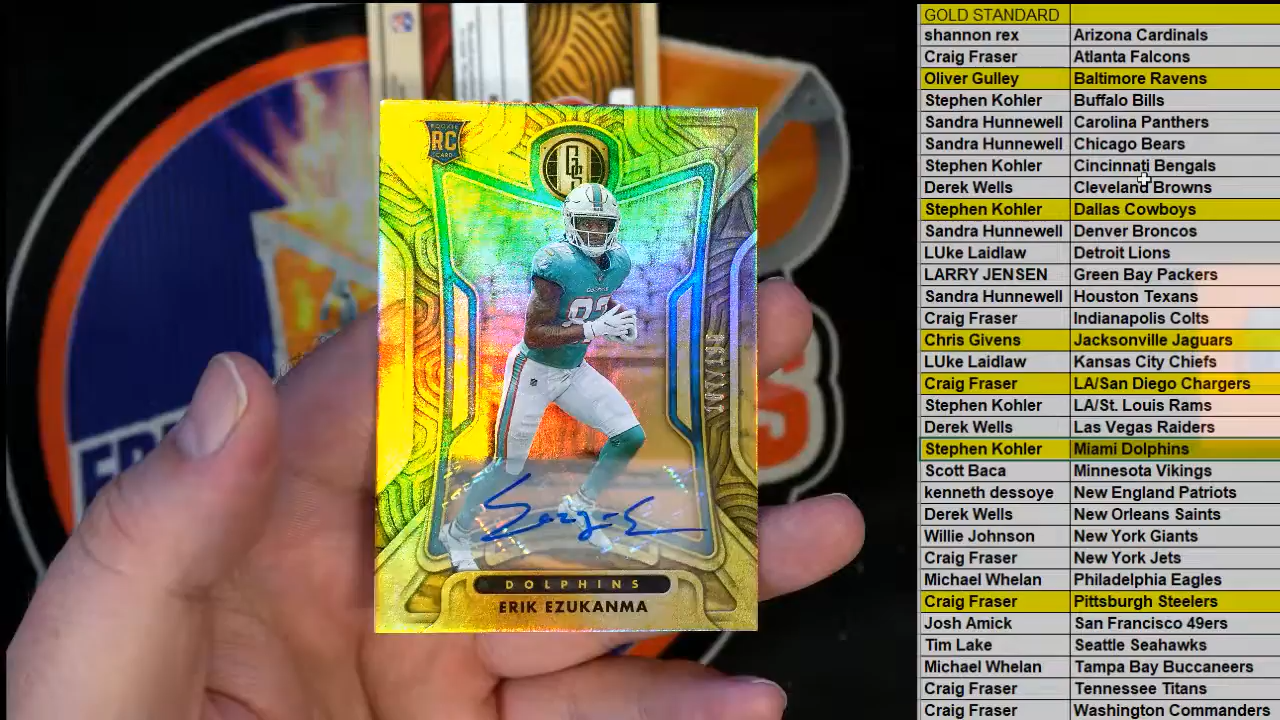 ROOKIE
RC
CARDS
GS
DOLPHINS
DOLPHINS
ERIK EZUKANMA
GOLD STANDARD
shannon rex Arizona Cardinals
Craig Fraser Atlanta Falcons
Oliver Gulley Baltimore Ravens
Stephen Kohler Buffalo Bills
Sandra Hunnewell Carolina Panthers
Sandra Hunnewell Chicago Bears
Stephen Kohler Cincinnati Bengals
Derek Wells Cleveland Browns
Stephen Kohler Dallas Cowboys
Sandra Hunnewell Denver Broncos
LUke Laidlaw Detroit Lions
LARRY JENSEN Green Bay Packers
Sandra Hunnewell Houston Texans
Craig Fraser Indianapolis Colts
Chris Givens Jacksonville Jaguars
LUke Laidlaw Kansas City Chiefs
Craig Fraser LA/San Diego Chargers
Stephen Kohler LA/St. Louis Rams
Derek Wells Las Vegas Raiders
Stephen Kohler Miami Dolphins
Scott Baca Minnesota Vikings
kenneth dessoye New England Patriots
Derek Wells New Orleans Saints
Willie Johnson New York Giants
Craig Fraser New York Jets
Michael Whelan Philadelphia Eagles
Craig Fraser Pittsburgh Steelers
Josh Amick San Francisco 49ers
Tim Lake Seattle Seahawks
Michael Whelan Tampa Bay Buccaneers
Craig Fraser Tennessee Titans
Craig Fraser Washington Commanders